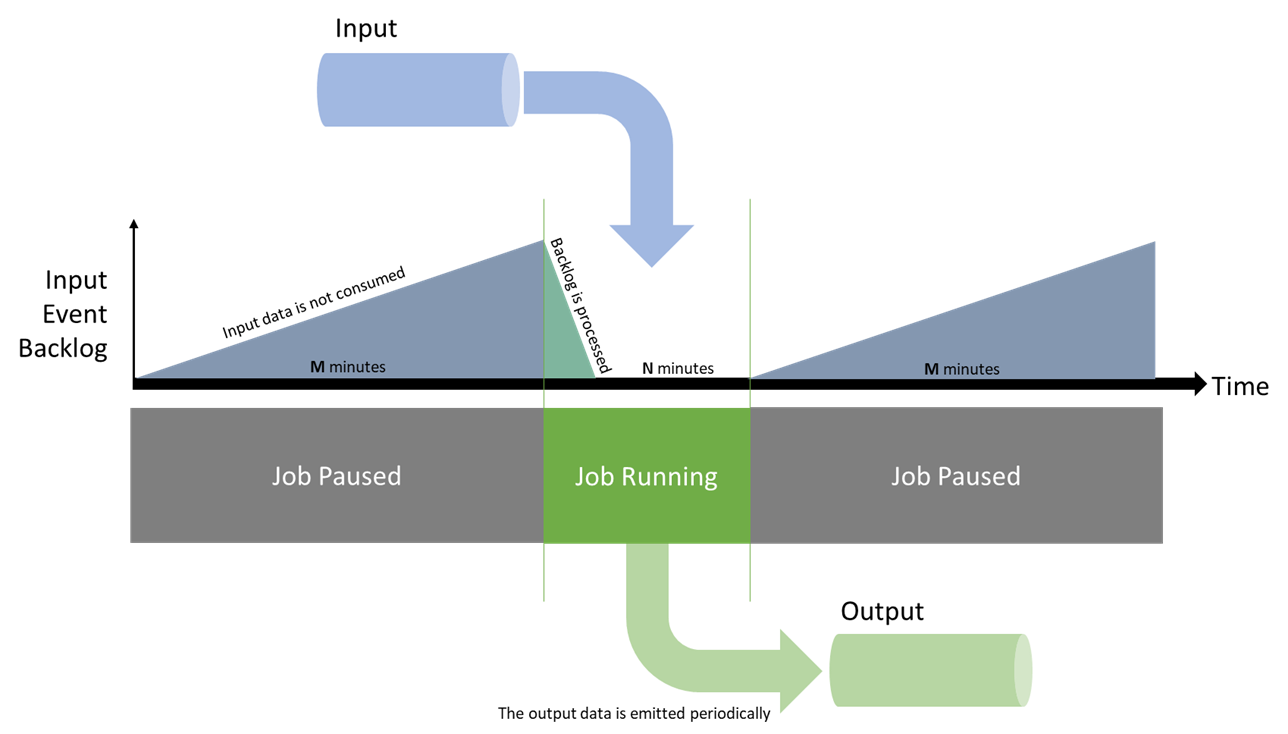 Input
Input
Event
Backlog
Input data is not consumed
Backlog is processed
M minutes
N minutes
M minutes
Time
Job Paused
Job Running
Job Paused
Output
The output data is emitted periodically